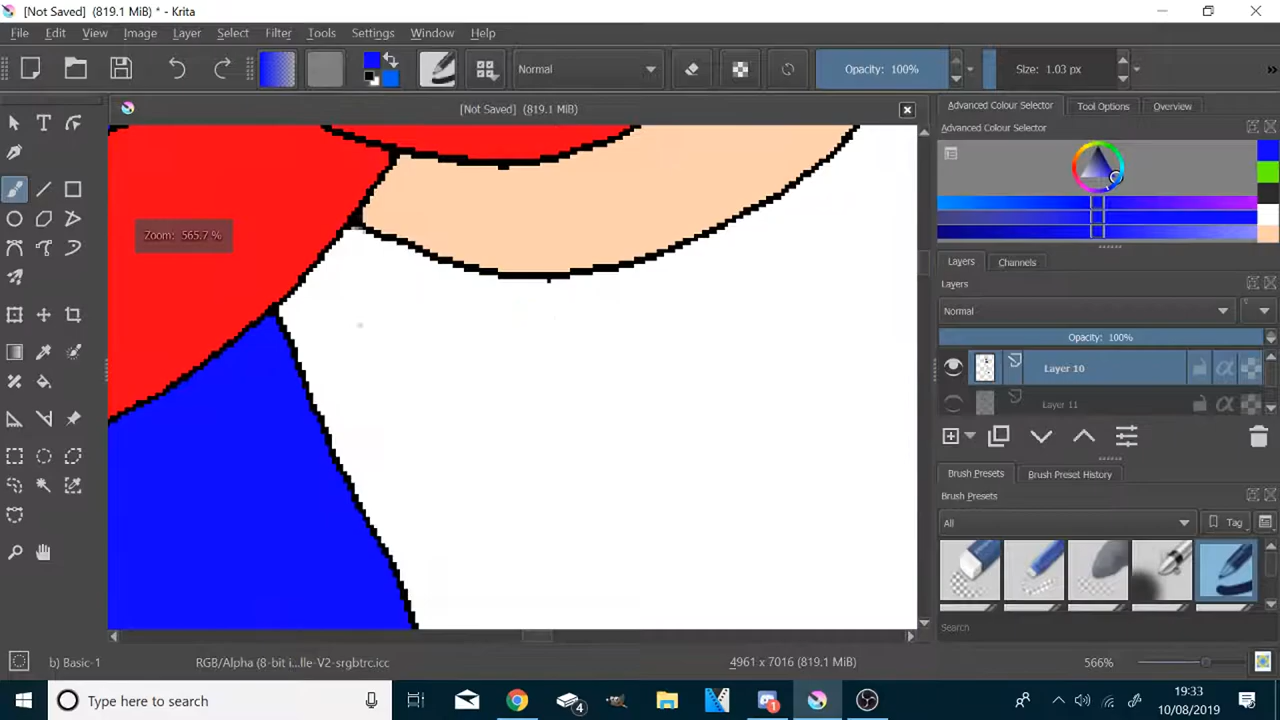 [Not Saved] (819.1 MiB) * - Krita
File Edit View Image Layer Select Filter Tools Settings Window Help
Normal
Opacity: 100%
Size: 1.03 px
»
[Not Saved] (819.1 MiB)
Advanced Colour Selector
Tool Options
Overview
Advanced Colour Selector
Zoom: 565.7 %
Layers
Channels
Layers
Normal
Opacity: 100%
Layer 10
Layer 11
Brush Presets
Brush Preset History
Brush Presets
All
Tag
Search
b) Basic-1
RGB/Alpha (8-bit i...lle-V2-srgbtrc.icc
4961 x 7016 (819.1 MiB)
566%
Type here to search
4
1
19:33
10/08/2019